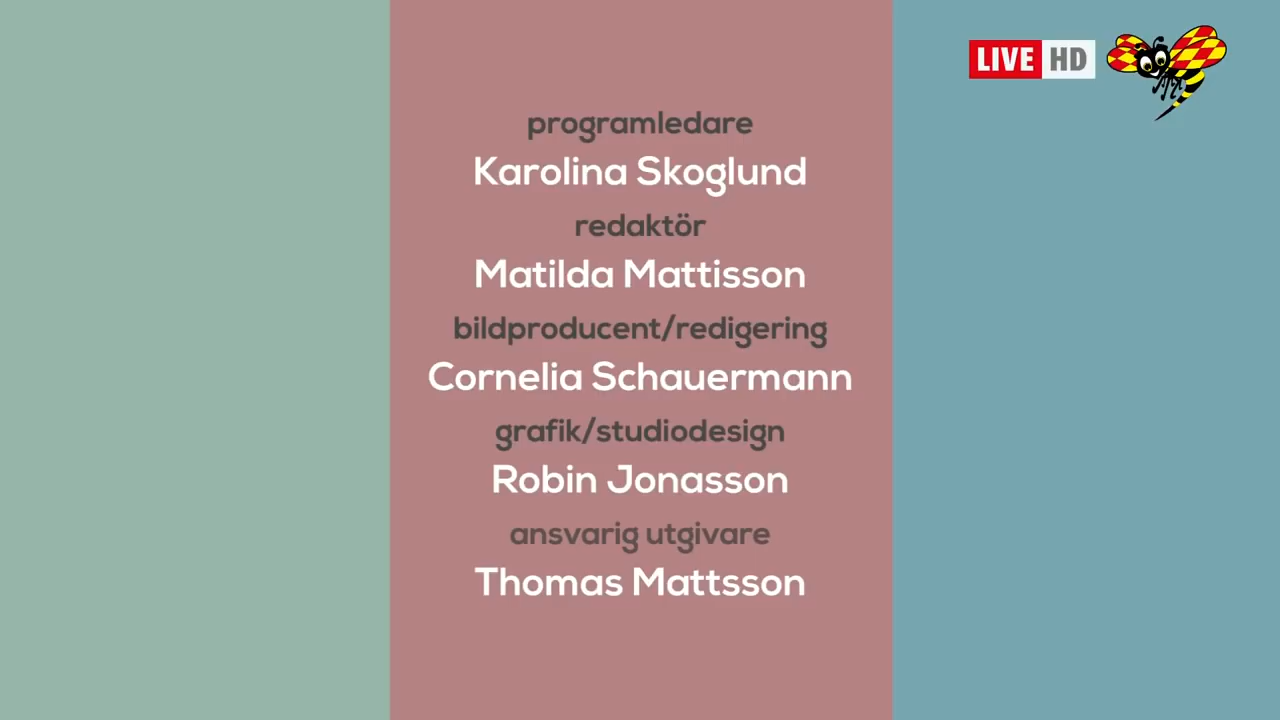 LIVE HD
programledare
Karolina Skoglund
redaktör
Matilda Mattisson
bildproducent/redigering
Cornelia Schauermann
grafik/studiodesign
Robin Jonasson
ansvarig utgivare
Thomas Mattsson